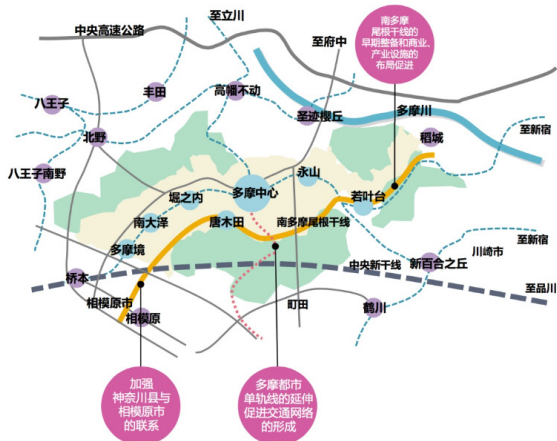 至立川
中央高速公路
至府中
南多摩
尾根干线的
早期整备和商业、
产业设施的
布局促进
丰田
高幡不动
八王子
圣迹樱丘
多摩川
至新宿
北野
稻城
八王子南野
永山
多摩中心
堀之内
若叶台
南大泽
唐木田
南多摩尾根干线
多摩境
至新宿
川崎市
新百合之丘
中央新干线
桥本
至品川
相模原市
町田
鹤川
相模原
加强
神奈川县与
相模原市
的联系
多摩都市
单轨线的延伸
促进交通网络
的形成